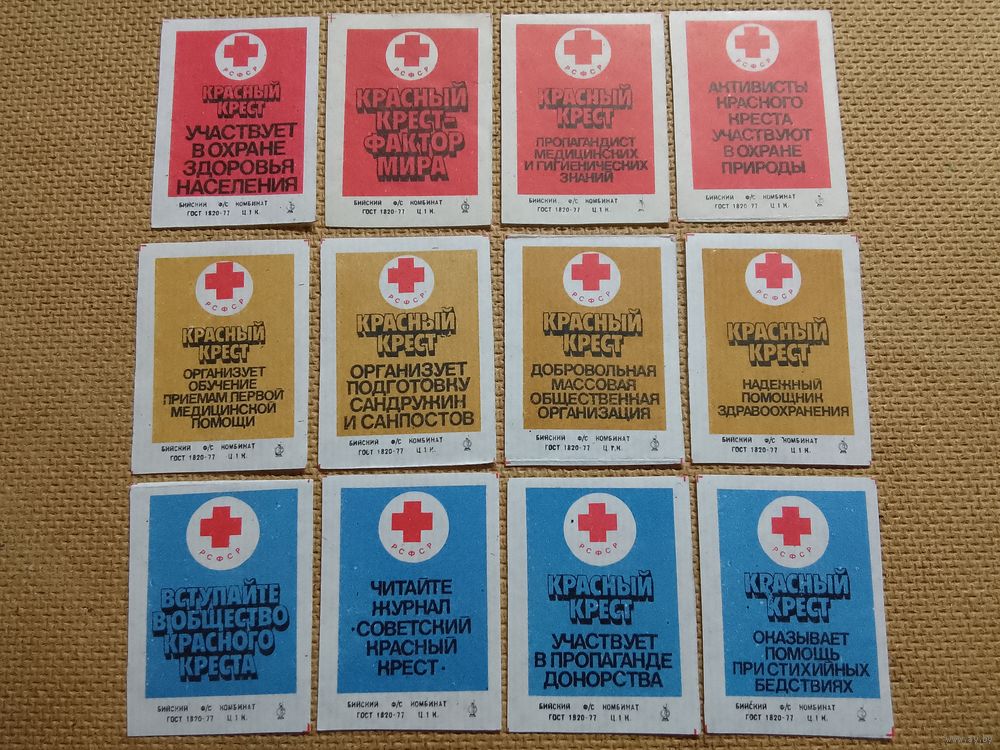 РСФСР
КРАСНЫЙ
КРЕСТ
УЧАСТВУЕТ
В ОХРАНЕ
ЗДОРОВЬЯ
НАСЕЛЕНИЯ
БИЙСКИЙ Ф/С КОМБИНАТ
ГОСТ 1820-77 Ц.1 К.
РСФСР
КРАСНЫЙ
КРЕСТ-
ФАКТОР
МИРА
БИЙСКИЙ Ф/С КОМБИНАТ
ГОСТ 1820-77 Ц.1 К.
РСФСР
КРАСНЫЙ
КРЕСТ
ПРОПАГАНДИСТ
МЕДИЦИНСКИХ
И ГИГИЕНИЧЕСКИХ
ЗНАНИЙ
БИЙСКИЙ Ф/С КОМБИНАТ
ГОСТ 1820-77 Ц.1 К.
РСФСР
АКТИВИСТЫ
КРАСНОГО
КРЕСТА
УЧАСТВУЮТ
В ОХРАНЕ
ПРИРОДЫ
БИЙСКИЙ Ф/С КОМБИНАТ
ГОСТ 1820-77 Ц.1 К.
РСФСР
КРАСНЫЙ
КРЕСТ
ОРГАНИЗУЕТ
ОБУЧЕНИЕ
ПРИЕМАМ ПЕРВОЙ
МЕДИЦИНСКОЙ
ПОМОЩИ
БИЙСКИЙ Ф/С КОМБИНАТ
ГОСТ 1820-77 Ц.1 К.
РСФСР
КРАСНЫЙ
КРЕСТ
ОРГАНИЗУЕТ
ПОДГОТОВКУ
САНДРУЖИН
И САНПОСТОВ
БИЙСКИЙ Ф/С КОМБИНАТ
ГОСТ 1820-77 Ц.1 К.
РСФСР
КРАСНЫЙ
КРЕСТ
ДОБРОВОЛЬНАЯ
МАССОВАЯ
ОБЩЕСТВЕННАЯ
ОРГАНИЗАЦИЯ
БИЙСКИЙ Ф/С КОМБИНАТ
ГОСТ 1820-77 Ц.1 К.
РСФСР
КРАСНЫЙ
КРЕСТ
НАДЕЖНЫЙ
ПОМОЩНИК
ЗДРАВООХРАНЕНИЯ
БИЙСКИЙ Ф/С КОМБИНАТ
ГОСТ 1820-77 Ц.1 К.
РСФСР
ВСТУПАЙТЕ
В ОБЩЕСТВО
КРАСНОГО
КРЕСТА
БИЙСКИЙ Ф/С КОМБИНАТ
ГОСТ 1820-77 Ц.1 К.
РСФСР
ЧИТАЙТЕ
ЖУРНАЛ
·СОВЕТСКИЙ
КРАСНЫЙ
КРЕСТ·
БИЙСКИЙ Ф/С КОМБИНАТ
ГОСТ 1820-77 Ц.1 К.
РСФСР
КРАСНЫЙ
КРЕСТ
УЧАСТВУЕТ
В ПРОПАГАНДЕ
ДОНОРСТВА
БИЙСКИЙ Ф/С КОМБИНАТ
ГОСТ 1820-77 Ц.1 К.
РСФСР
КРАСНЫЙ
КРЕСТ
ОКАЗЫВАЕТ
ПОМОЩЬ
ПРИ СТИХИЙНЫХ
БЕДСТВИЯХ
БИЙСКИЙ Ф/С КОМБИНАТ
ГОСТ 1820-77 Ц.1 К.
www.ay.by